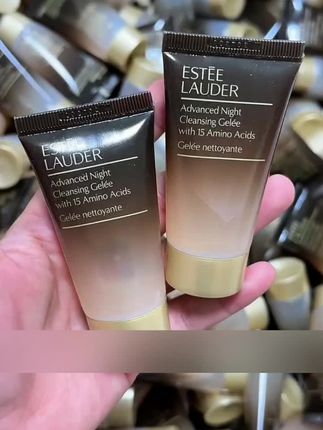 ESTĒE
LAUDER
Advanced Night
Cleansing Gelée
with 15 Amino Acids
Gelée nettoyante
ESTĒE
LAUDER
Advanced Night
Cleansing Gelée
with 15 Amino Acids
Gelée nettoyante